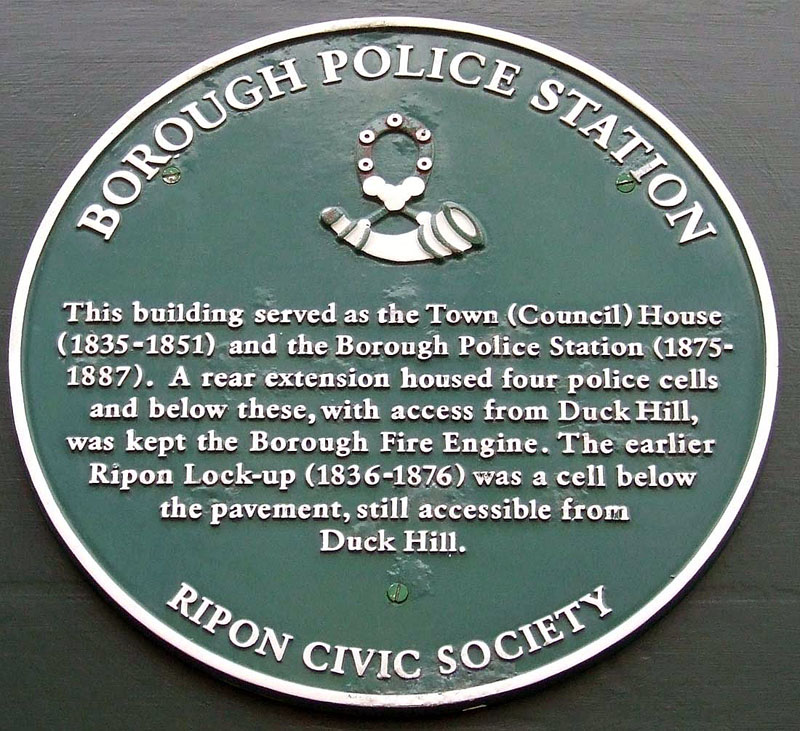 BOROUGH POLICE STATION
This building served as the Town (Council) House
(1835-1851) and the Borough Police Station (1875-
1887). A rear extension housed four police cells
and below these, with access from Duck Hill,
was kept the Borough Fire Engine. The earlier
Ripon Lock-up (1836-1876) was a cell below
the pavement, still accessible from
Duck Hill.
RIPON CIVIC SOCIETY